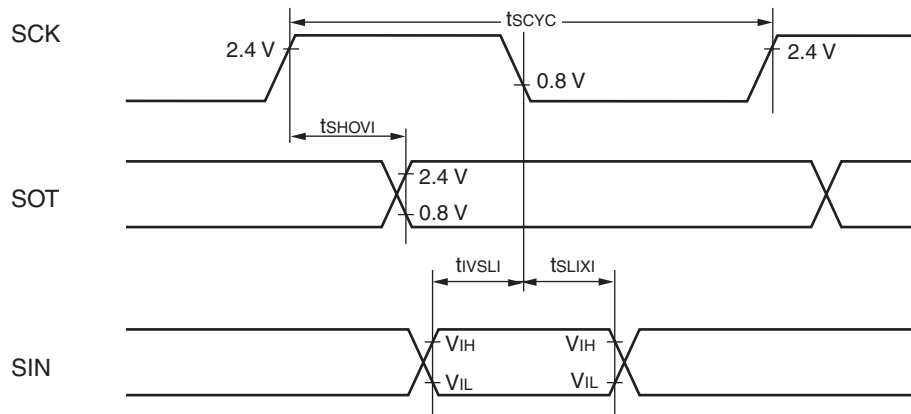 tSCYC
SCK
2.4 V
2.4 V
0.8 V
tSHOVI
SOT
2.4 V
0.8 V
tIVSLI
tSLIXI
SIN
VIH
VIH
VIL
VIL